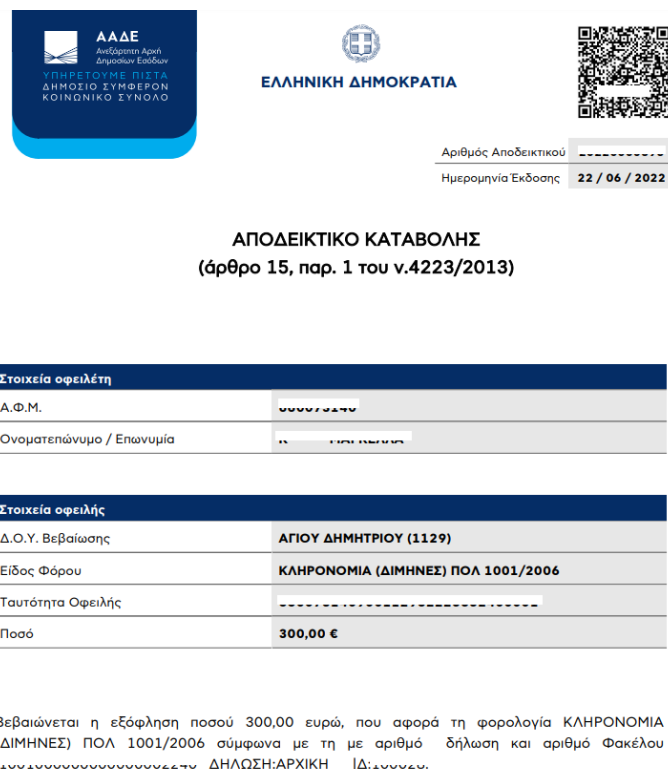 ΑΑΔΕ
Ανεξάρτητη Αρχή
Δημοσίων Εσόδων
ΥΠΗΡΕΤΟΥΜΕ ΠΙΣΤΑ
ΔΗΜΟΣΙΟ ΣΥΜΦΕΡΟΝ
ΚΟΙΝΩΝΙΚΟ ΣΥΝΟΛΟ
ΕΛΛΗΝΙΚΗ ΔΗΜΟΚΡΑΤΙΑ
Αριθμός Αποδεικτικού
Ημερομηνία Έκδοσης 22 / 06 / 2022
ΑΠΟΔΕΙΚΤΙΚΟ ΚΑΤΑΒΟΛΗΣ
(άρθρο 15, παρ. 1 του ν.4223/2013)
Στοιχεία οφειλέτη
Α.Φ.Μ.
Ονοματεπώνυμο / Επωνυμία
Στοιχεία οφειλής
Δ.Ο.Υ. Βεβαίωσης ΑΓΙΟΥ ΔΗΜΗΤΡΙΟΥ (1129)
Είδος Φόρου ΚΛΗΡΟΝΟΜΙΑ (ΔΙΜΗΝΕΣ) ΠΟΛ 1001/2006
Ταυτότητα Οφειλής
Ποσό 300,00 €
Βεβαιώνεται η εξόφληση ποσού 300,00 ευρώ, που αφορά τη φορολογία ΚΛΗΡΟΝΟΜΙΑ
ΔΙΜΗΝΕΣ) ΠΟΛ 1001/2006 σύμφωνα με τη με αριθμό δήλωση και αριθμό Φακέλου
ΔΗΛΩΣΗ:ΑΡΧΙΚΗ